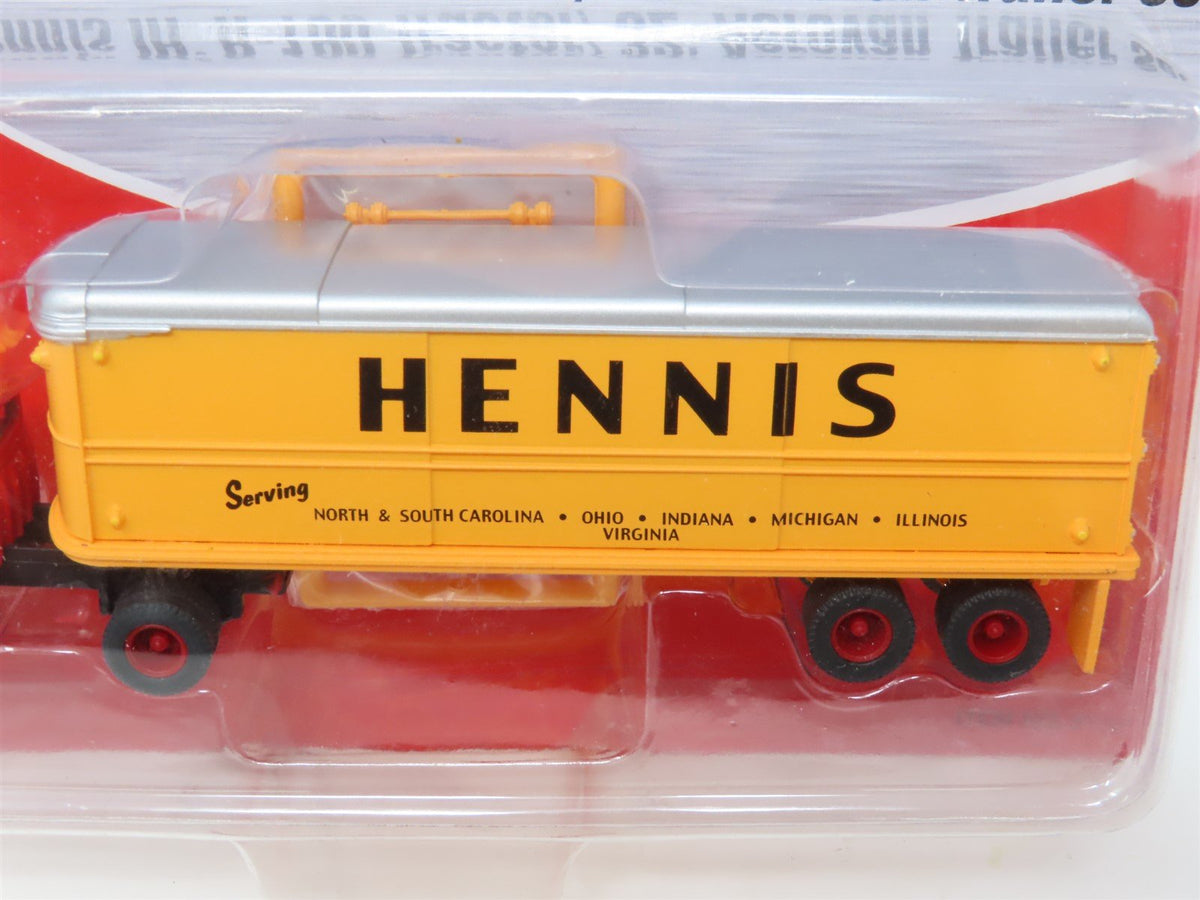 HENNIS
Serving
NORTH & SOUTH CAROLINA • OHIO • INDIANA • MICHIGAN • ILLINOIS
VIRGINIA